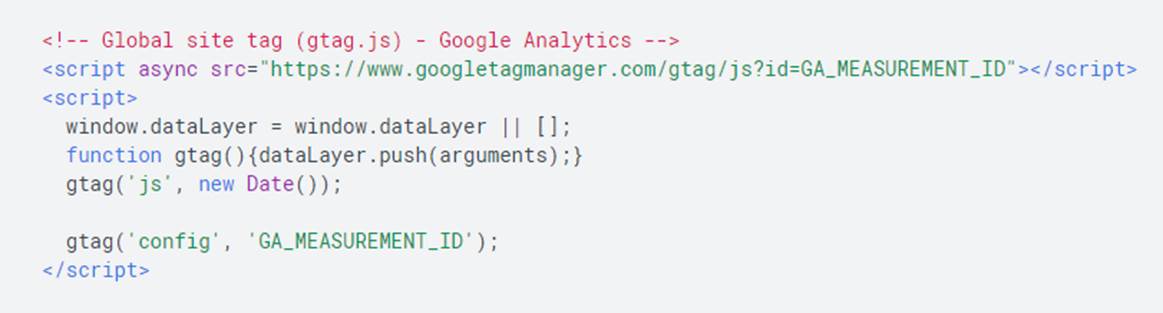 <!-- Global site tag (gtag.js) - Google Analytics -->
<script async src="https://www.googletagmanager.com/gtag/js?id=GA_MEASUREMENT_ID"></script>
<script>
  window.dataLayer = window.dataLayer || [];
  function gtag(){dataLayer.push(arguments);}
  gtag('js', new Date());

  gtag('config', 'GA_MEASUREMENT_ID');
</script>